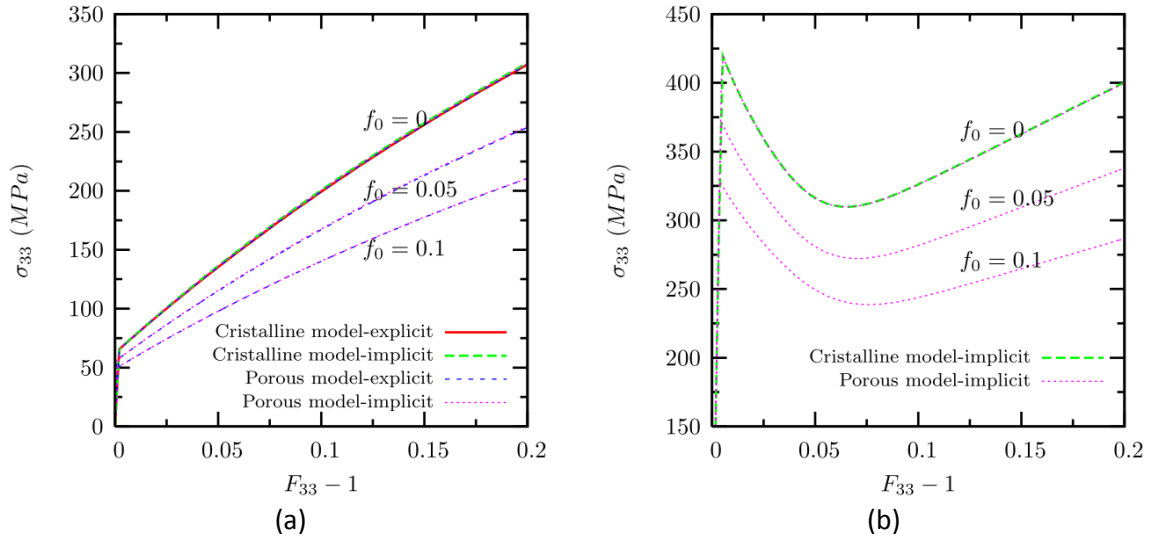 350
300
250
200
150
100
50
0
σ33 (MPa)
f0 = 0
f0 = 0.05
f0 = 0.1
Cristalline model-explicit
Cristalline model-implicit
Porous model-explicit
Porous model-implicit
0 0.05 0.1 0.15 0.2
F33 − 1
(a)
450
400
350
300
250
200
150
σ33 (MPa)
f0 = 0
f0 = 0.05
f0 = 0.1
Cristalline model-implicit
Porous model-implicit
0 0.05 0.1 0.15 0.2
F33 − 1
(b)